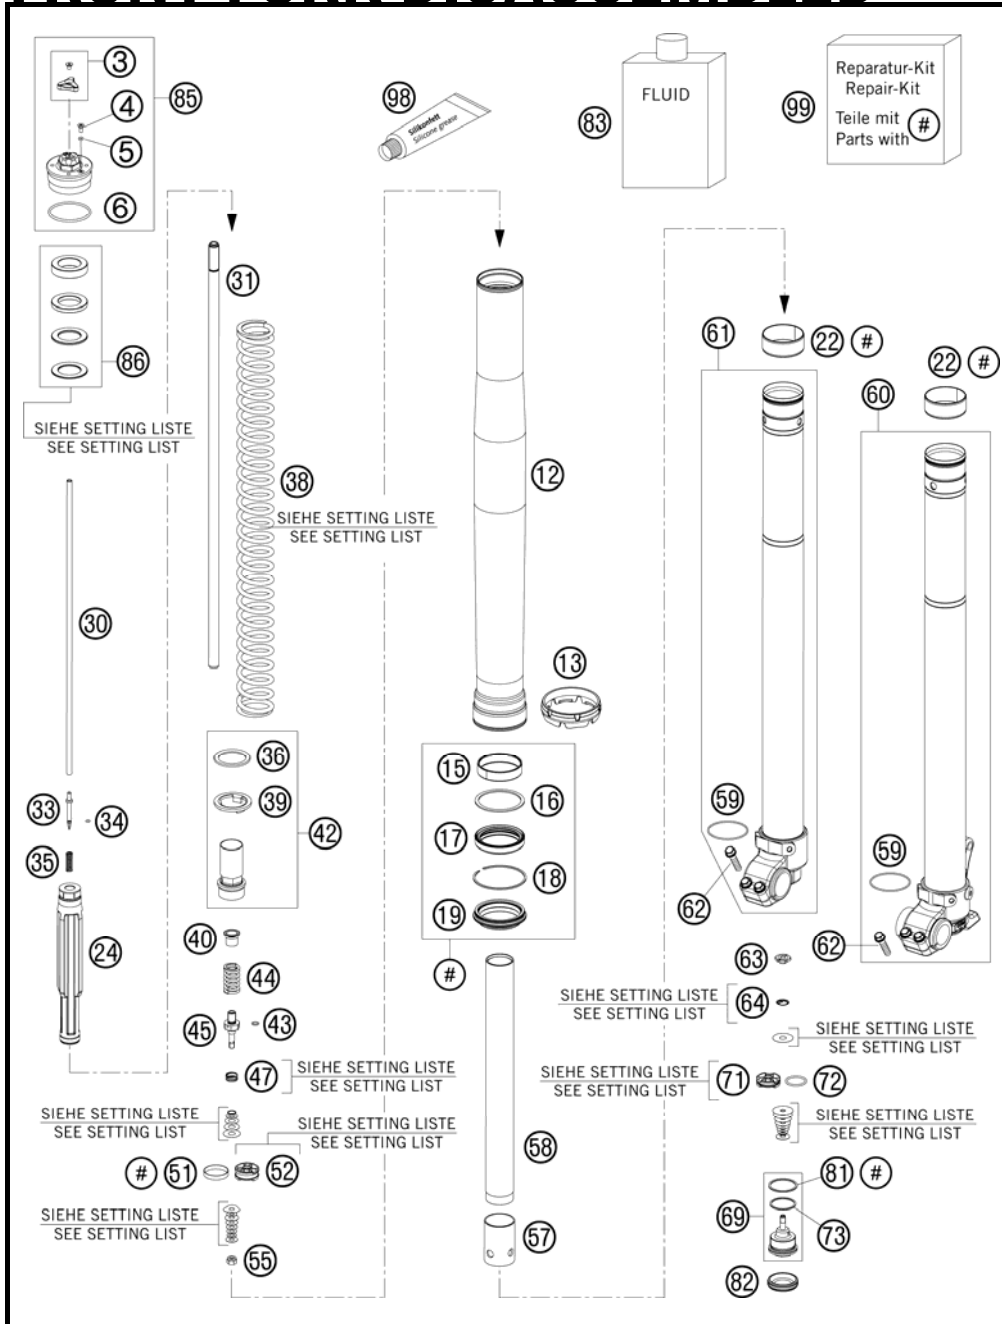 3
85
4
5
6
98
Silikonfett
Silicone grease
83
FLUID
99
Reparatur-Kit
Repair-Kit
Teile mit
Parts with #
31
86
SIEHE SETTING LISTE
SEE SETTING LIST
38
SIEHE SETTING LISTE
SEE SETTING LIST
12
61
22 #
22 #
60
30
13
33
34
35
24
36
39
42
15
16
17
18
19
#
59
62
59
62
40
44
45
43
47
SIEHE SETTING LISTE
SEE SETTING LIST
SIEHE SETTING LISTE
SEE SETTING LIST
SIEHE SETTING LISTE
SEE SETTING LIST
# 51
52
SIEHE SETTING LISTE
SEE SETTING LIST
55
58
57
63
SIEHE SETTING LISTE
SEE SETTING LIST
64
SIEHE SETTING LISTE
SEE SETTING LIST
SIEHE SETTING LISTE
SEE SETTING LIST
71
72
SIEHE SETTING LISTE
SEE SETTING LIST
81 #
69
73
82